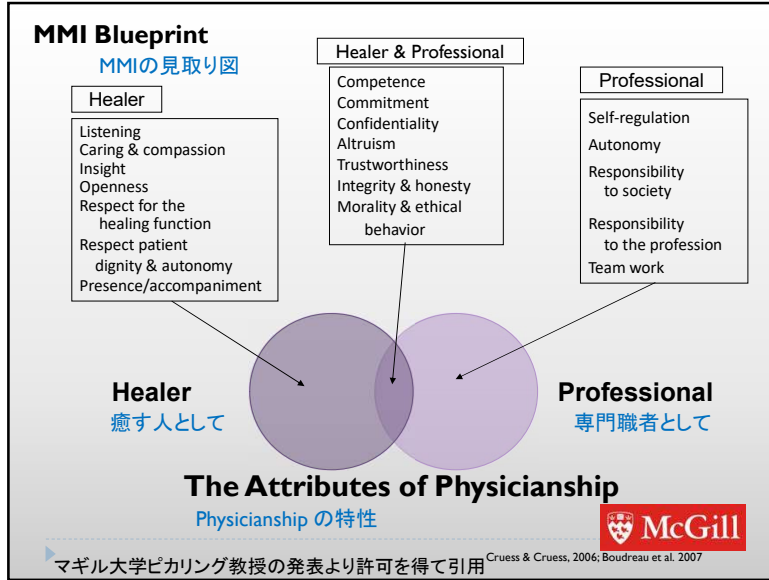 MMI Blueprint
MMIの見取り図
Healer
Listening
Caring & compassion
Insight
Openness
Respect for the
healing function
Respect patient
dignity & autonomy
Presence/accompaniment
Healer & Professional
Competence
Commitment
Confidentiality
Altruism
Trustworthiness
Integrity & honesty
Morality & ethical
behavior
Professional
Self-regulation
Autonomy
Responsibility
to society
Responsibility
to the profession
Team work
Healer
癒す人として
Professional
専門職者として
The Attributes of Physicianship
Physicianship の特性
McGill
マギル大学ピカリング教授の発表より許可を得て引用 Cruess & Cruess, 2006; Boudreau et al. 2007